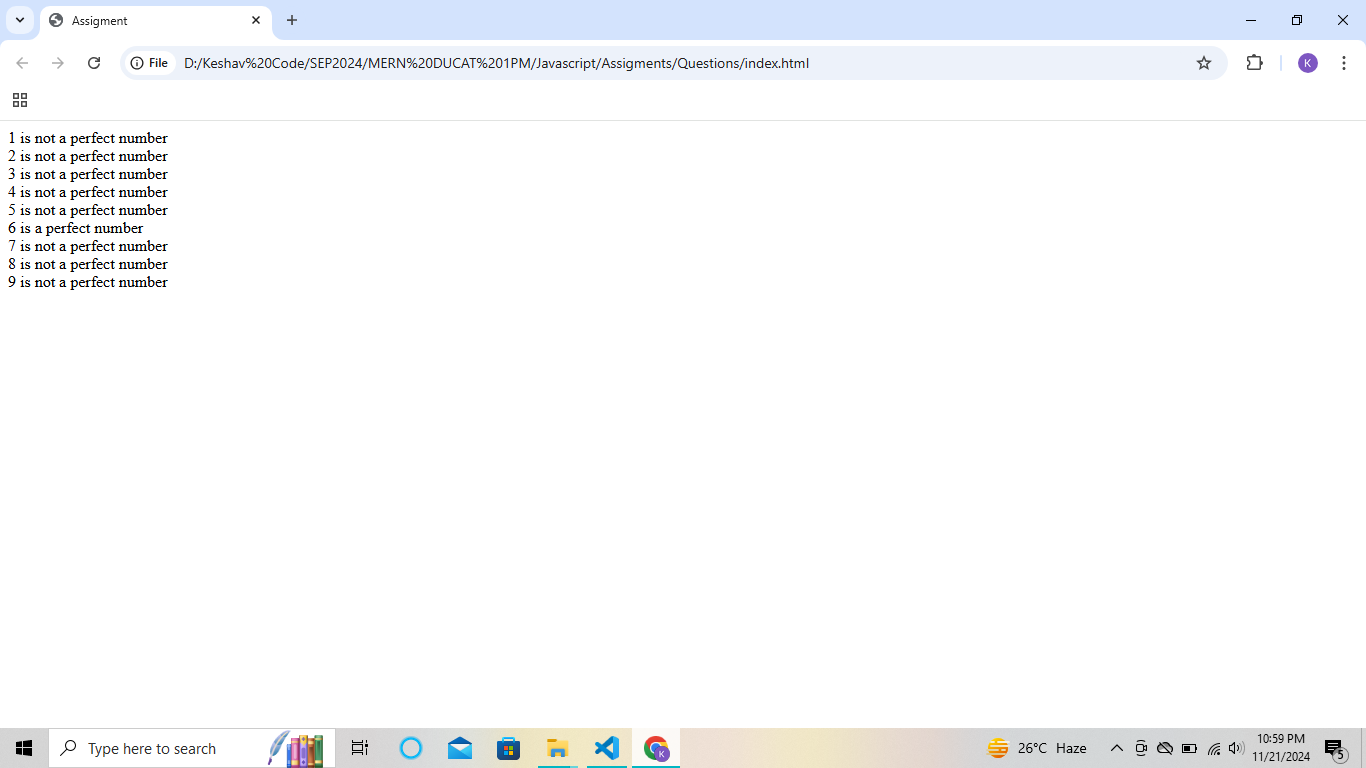 Assigment
File
D:/Keshav%20Code/SEP2024/MERN%20DUCAT%201PM/Javascript/Assigments/Questions/index.html
K
1 is not a perfect number
2 is not a perfect number
3 is not a perfect number
4 is not a perfect number
5 is not a perfect number
6 is a perfect number
7 is not a perfect number
8 is not a perfect number
9 is not a perfect number
Type here to search
K
26°C Haze
10:59 PM
11/21/2024
5